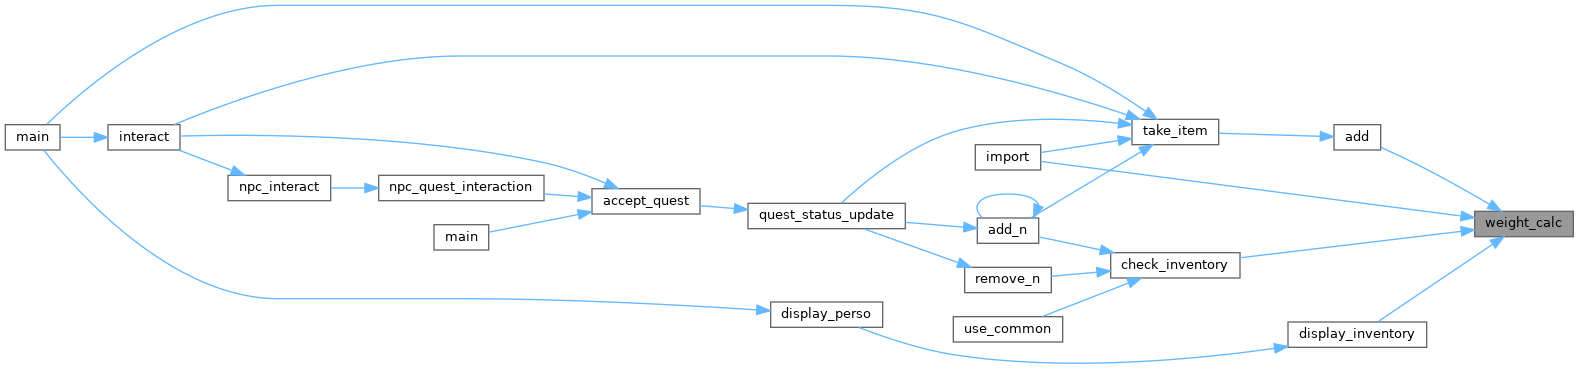 main
interact
npc_interact
npc_quest_interaction
main
accept_quest
quest_status_update
display_perso
import
add_n
remove_n
use_common
take_item
check_inventory
add
display_inventory
weight_calc